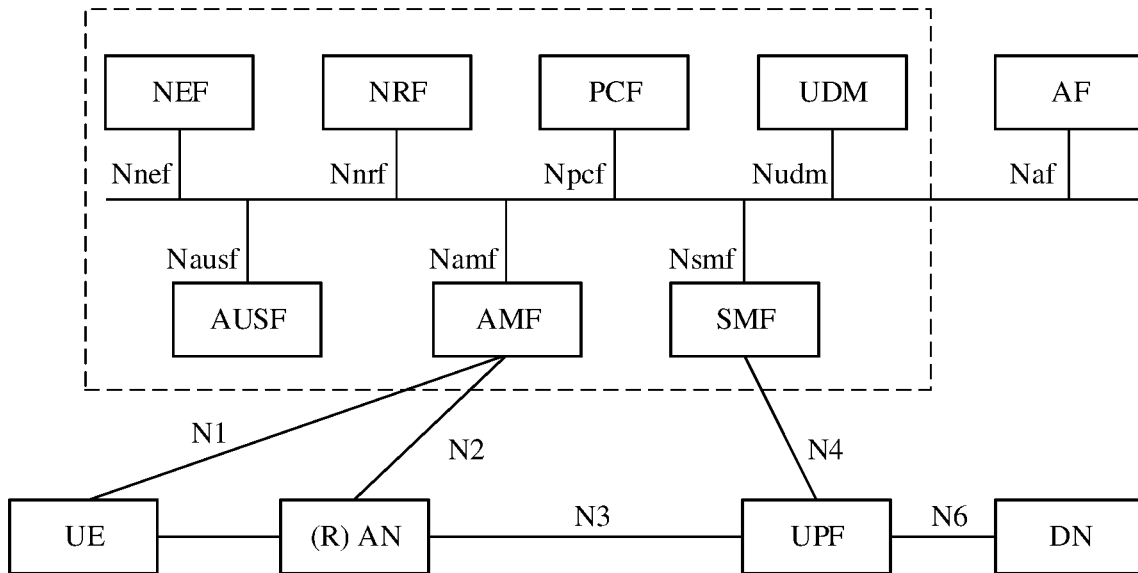 NEF NRF PCF UDM AF
Nnef Nnrf Npcf Nudm Naf
Nausf Namf Nsmf
AUSF AMF SMF
N1 N2 N4
N3 N6
UE (R) AN UPF DN